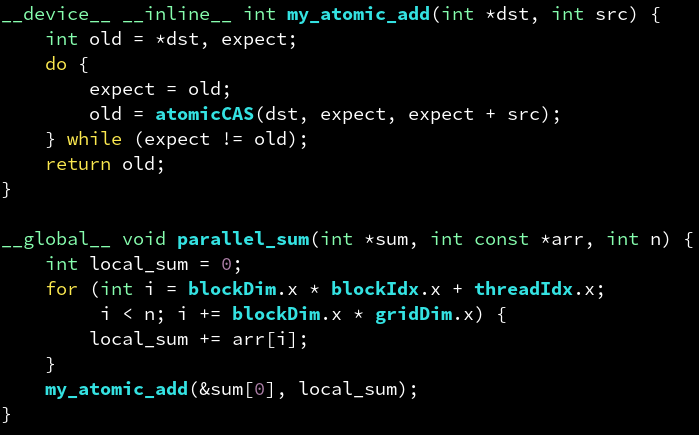 __device__ __inline__ int my_atomic_add(int *dst, int src) {
    int old = *dst, expect;
    do {
        expect = old;
        old = atomicCAS(dst, expect, expect + src);
    } while (expect != old);
    return old;
}

__global__ void parallel_sum(int *sum, int const *arr, int n) {
    int local_sum = 0;
    for (int i = blockDim.x * blockIdx.x + threadIdx.x;
         i < n; i += blockDim.x * gridDim.x) {
        local_sum += arr[i];
    }
    my_atomic_add(&sum[0], local_sum);
}